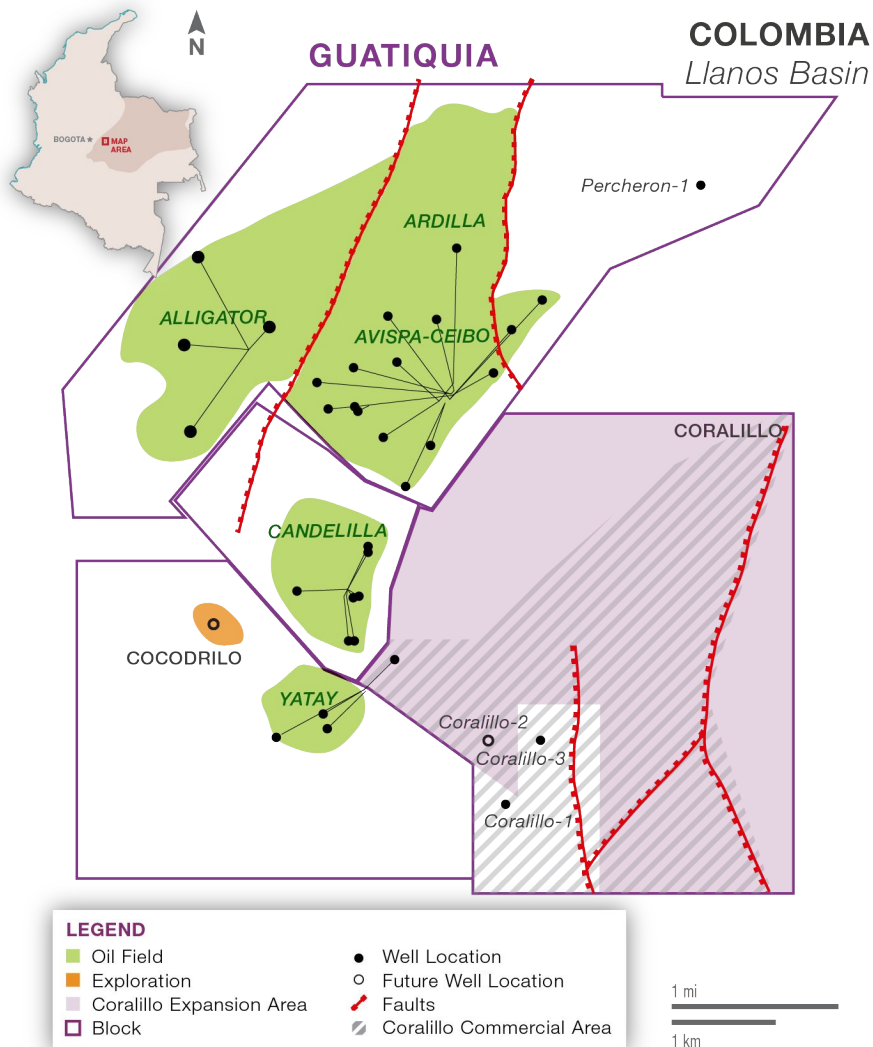 COLOMBIA
Llanos Basin
N
GUATIQUIA
BOGOTA
MAP
AREA
Percheron-1
ARDILLA
ALLIGATOR
AVISPA-CEIBO
CORALILLO
CANDELILLA
COCODRILO
YATAY
Coralillo-2
Coralillo-3
Coralillo-1
LEGEND
Oil Field
Exploration
Coralillo Expansion Area
Block
Well Location
Future Well Location
Faults
Coralillo Commercial Area
1 mi
1 km